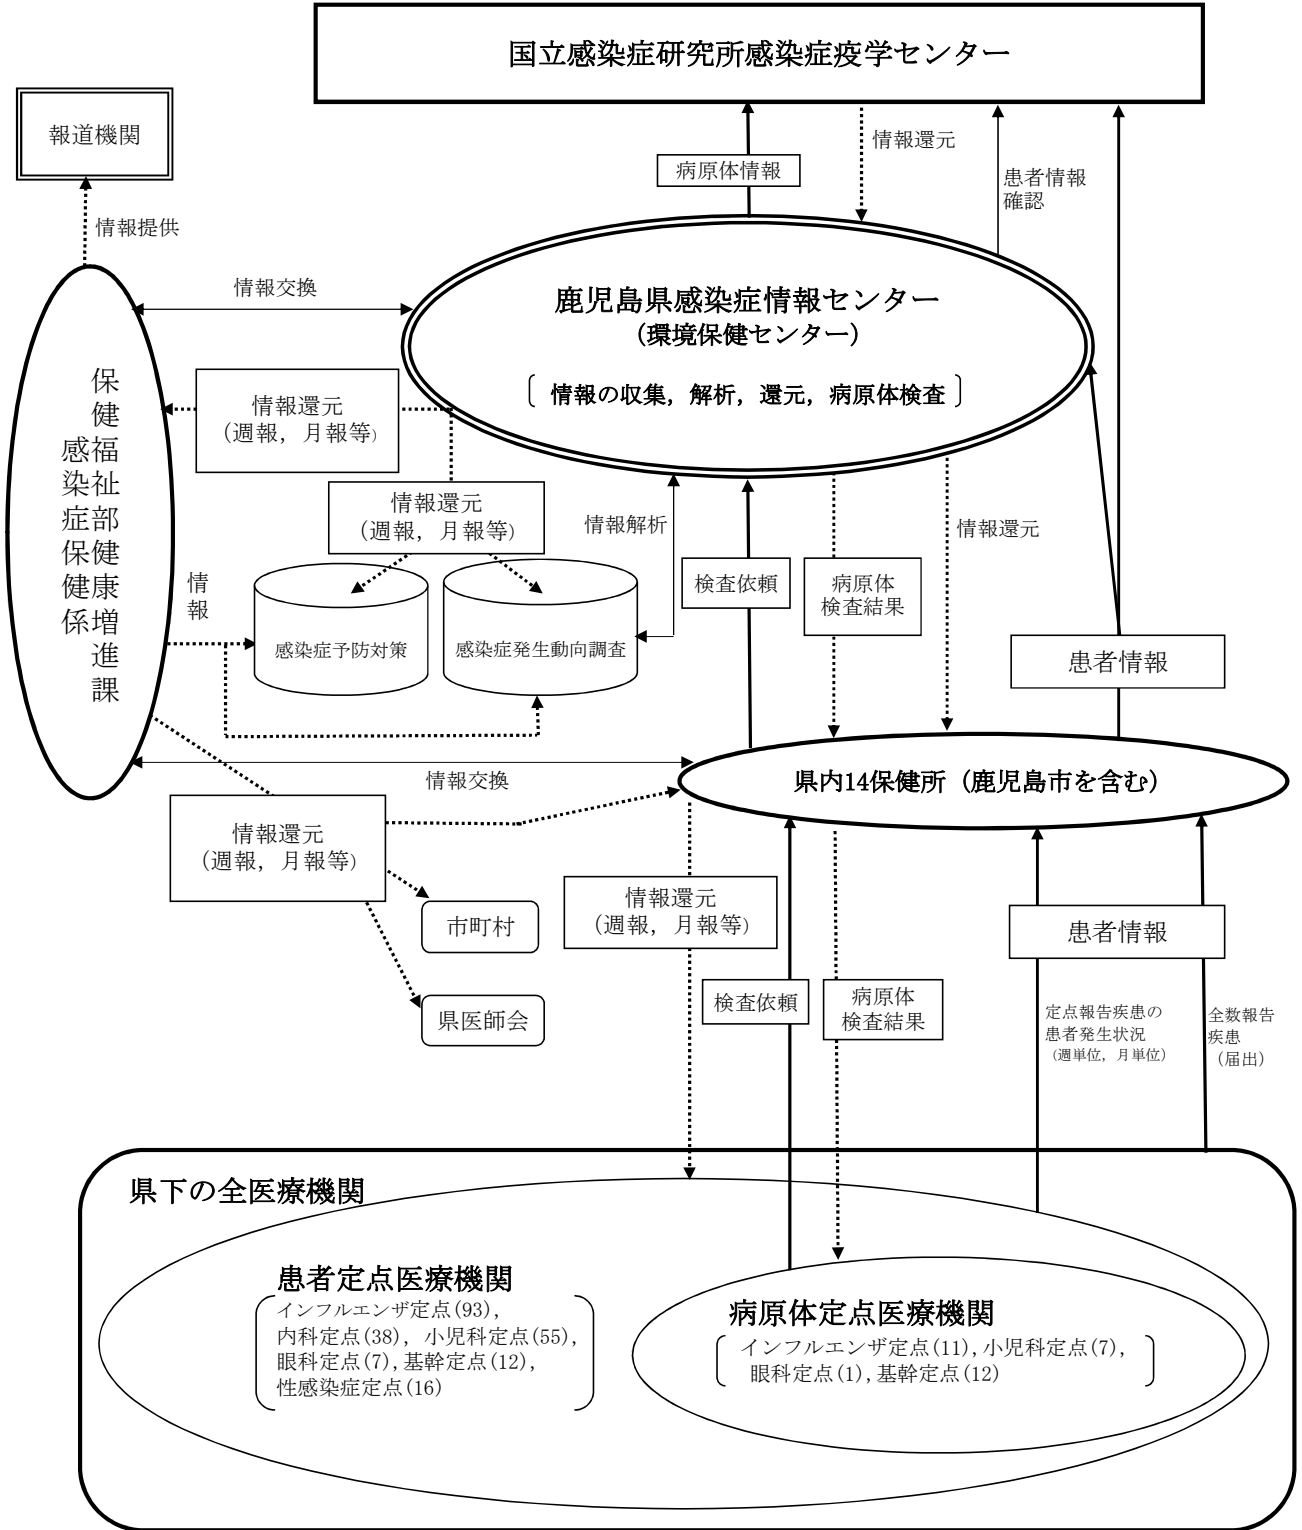 国立感染症研究所感染症疫学センター
報道機関
情報還元
病原体情報
患者情報
確認
情報提供
情報交換
鹿児島県感染症情報センター
（環境保健センター）
情報の収集，解析，還元，病原体検査
保健福祉部健康増進課
感染症保健係
情報還元
（週報，月報等）
情報還元
（週報，月報等）
情報解析
情報還元
検査依頼
病原体
検査結果
情報
感染症予防対策
感染症発生動向調査
患者情報
情報交換
県内14保健所（鹿児島市を含む）
情報還元
（週報，月報等）
情報還元
（週報，月報等）
市町村
患者情報
検査依頼
病原体
検査結果
県医師会
定点報告疾患の
患者発生状況
（週単位，月単位）
全数報告
疾患
（届出）
県下の全医療機関
患者定点医療機関
インフルエンザ定点(93)，
内科定点(38)，小児科定点(55)，
眼科定点(7)，基幹定点(12)，
性感染症定点(16)
病原体定点医療機関
インフルエンザ定点(11)，小児科定点(7)，
眼科定点(1)，基幹定点(12)